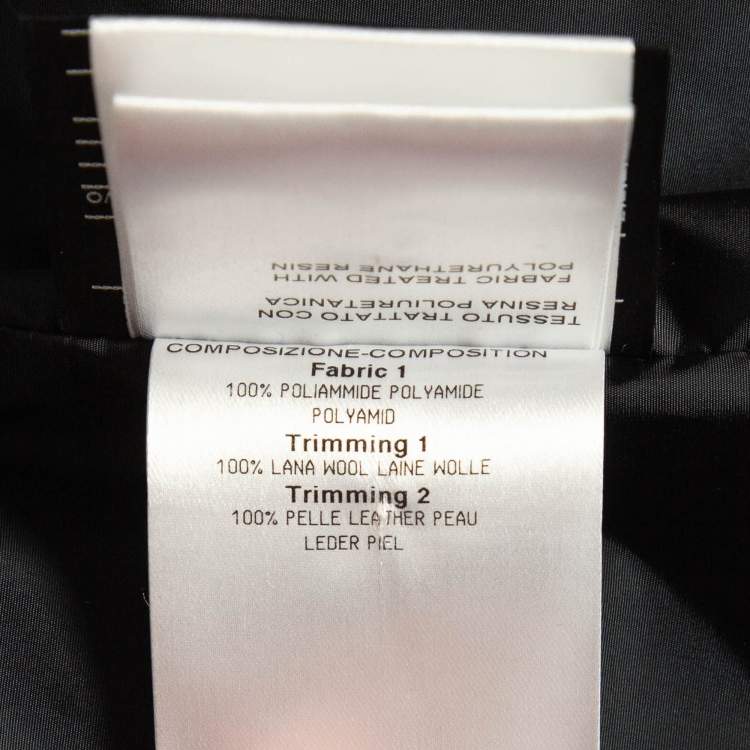 TESSUTO TRATTATO CON
RESINA POLIURETANICA
FABRIC TREATED WITH
POLYURETHANE RESIN
COMPOSIZIONE-COMPOSITION
Fabric 1
100% POLIAMMIDE POLYAMIDE
POLYAMID
Trimming 1
100% LANA WOOL LAINE WOLLE
Trimming 2
100% PELLE LEATHER PEAU
LEDER PIEL